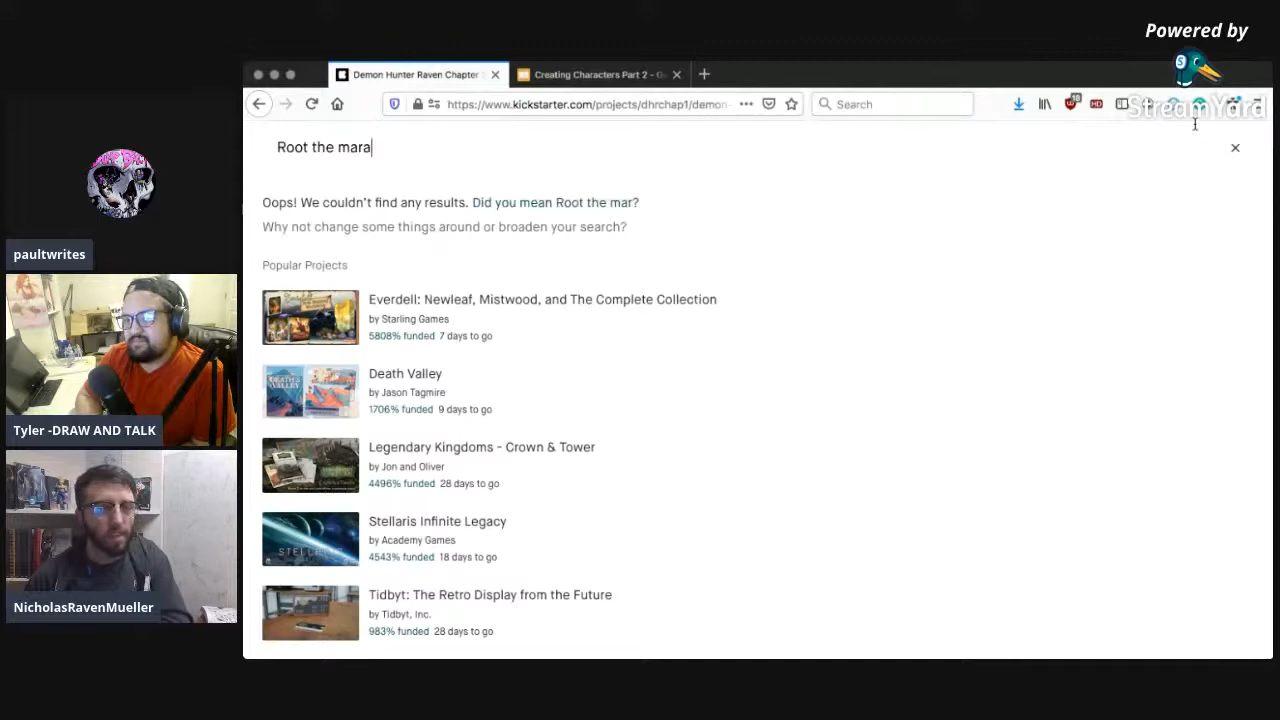 Powered by
StreamYard
Demon Hunter Raven Chapter
Creating Characters Part 2 - G
https://www.kickstarter.com/projects/dhrchap1/demon-
Search
Root the mara
Oops! We couldn't find any results. Did you mean Root the mar?
Why not change some things around or broaden your search?
Popular Projects
Everdell: Newleaf, Mistwood, and The Complete Collection
by Starling Games
5808% funded 7 days to go
Death Valley
by Jason Tagmire
1706% funded 9 days to go
Legendary Kingdoms - Crown & Tower
by Jon and Oliver
4496% funded 28 days to go
Stellaris Infinite Legacy
by Academy Games
4543% funded 18 days to go
Tidbyt: The Retro Display from the Future
by Tidbyt, Inc.
983% funded 28 days to go
paultwrites
Tyler -DRAW AND TALK
NicholasRavenMueller